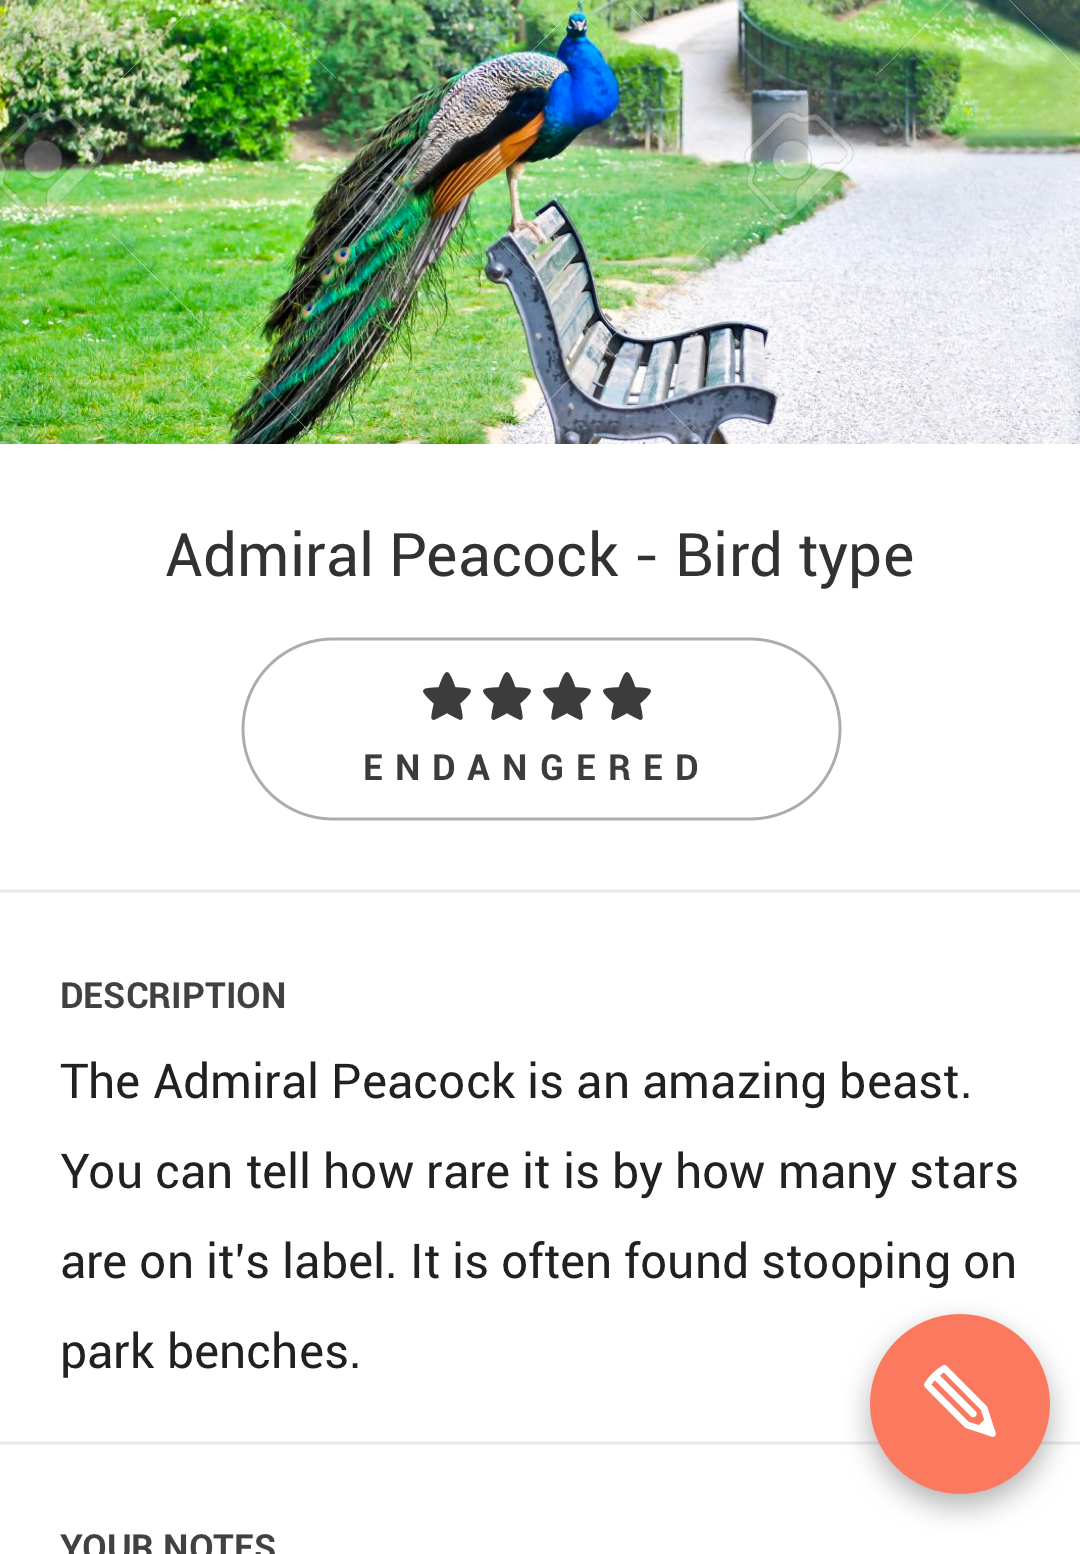 Admiral Peacock - Bird type
ENDANGERED
DESCRIPTION
The Admiral Peacock is an amazing beast.
You can tell how rare it is by how many stars
are on it's label. It is often found stooping on
park benches.
YOUR NOTES